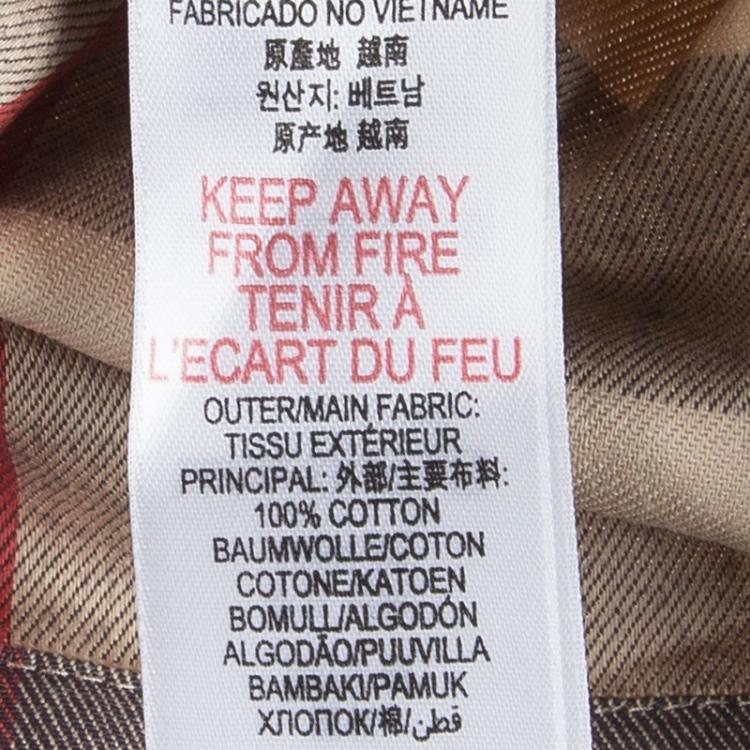 FABRICADO NO VIETNAME
原產地 越南
원산지: 베트남
原产地 越南
KEEP AWAY
FROM FIRE
TENIR À
L'ECART DU FEU
OUTER/MAIN FABRIC:
TISSU EXTÉRIEUR
PRINCIPAL: 外部/主要布料:
100% COTTON
BAUMWOLLE/COTON
COTONE/KATOEN
BOMULL/ALGODÓN
ALGODÃO/PUUVILLA
BAMBAKI/PAMUK
ХЛОПОК/棉/قطن